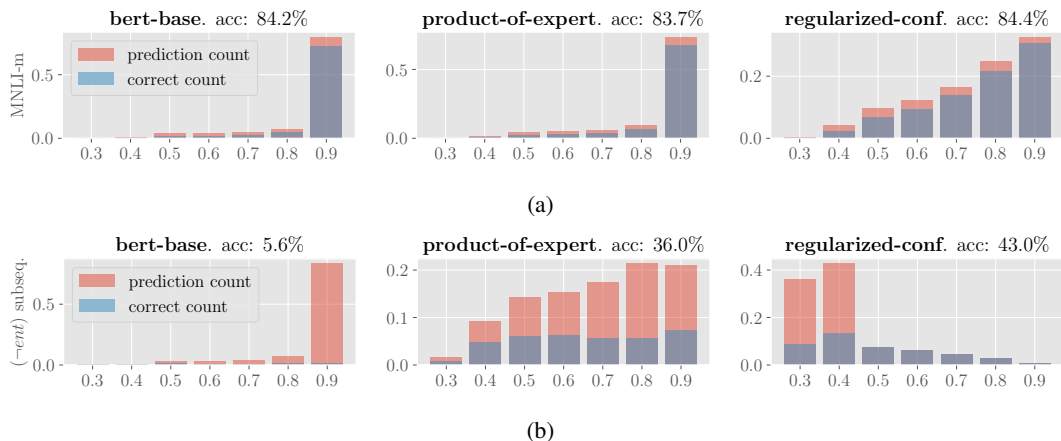 bert-base. acc: 84.2%
product-of-expert. acc: 83.7%
regularized-conf. acc: 84.4%
MNLI-m
prediction count
correct count
0.5
0.0
0.3 0.4 0.5 0.6 0.7 0.8 0.9
0.5
0.0
0.3 0.4 0.5 0.6 0.7 0.8 0.9
0.2
0.0
0.3 0.4 0.5 0.6 0.7 0.8 0.9
(a)
bert-base. acc: 5.6%
product-of-expert. acc: 36.0%
regularized-conf. acc: 43.0%
(¬ent) subseq.
prediction count
correct count
0.5
0.0
0.3 0.4 0.5 0.6 0.7 0.8 0.9
0.2
0.1
0.0
0.3 0.4 0.5 0.6 0.7 0.8 0.9
0.4
0.2
0.0
0.3 0.4 0.5 0.6 0.7 0.8 0.9
(b)